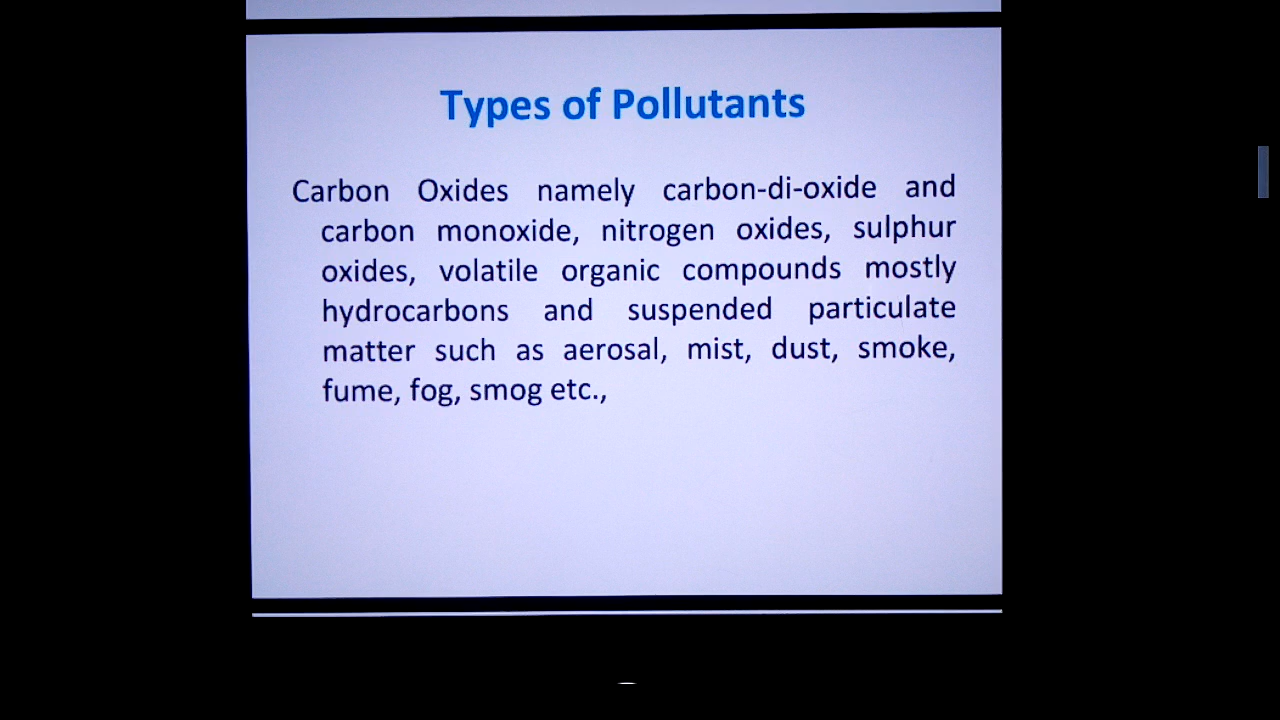 Types of Pollutants
Carbon Oxides namely carbon-di-oxide and
carbon monoxide, nitrogen oxides, sulphur
oxides, volatile organic compounds mostly
hydrocarbons and suspended particulate
matter such as aerosal, mist, dust, smoke,
fume, fog, smog etc.,